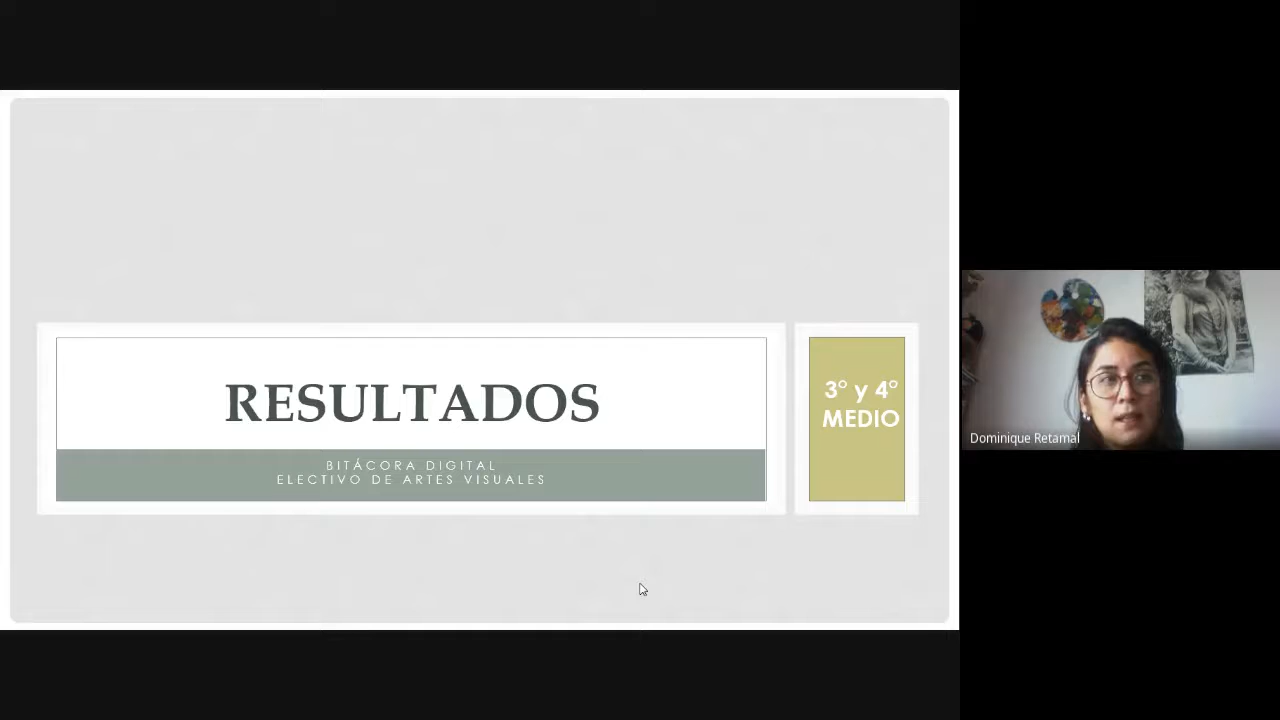 RESULTADOS
BITÁCORA DIGITAL
ELECTIVO DE ARTES VISUALES
3° y 4°
MEDIO
Dominique Retamal